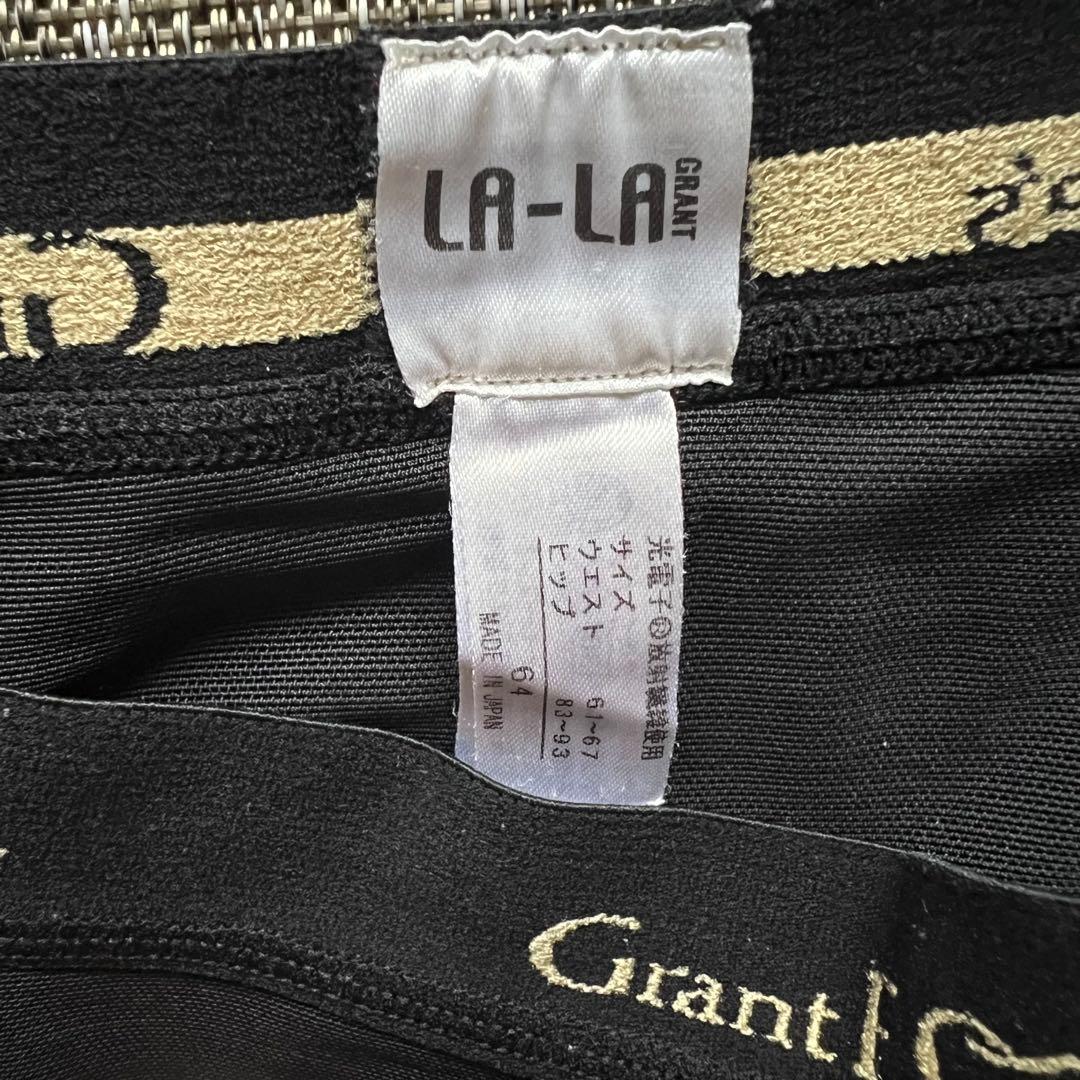 LA-LA
GRANT
光電子®放射繊維使用
サイズ
ウエスト 61~67
ヒップ 83~93
64
MADE IN JAPAN
Grant